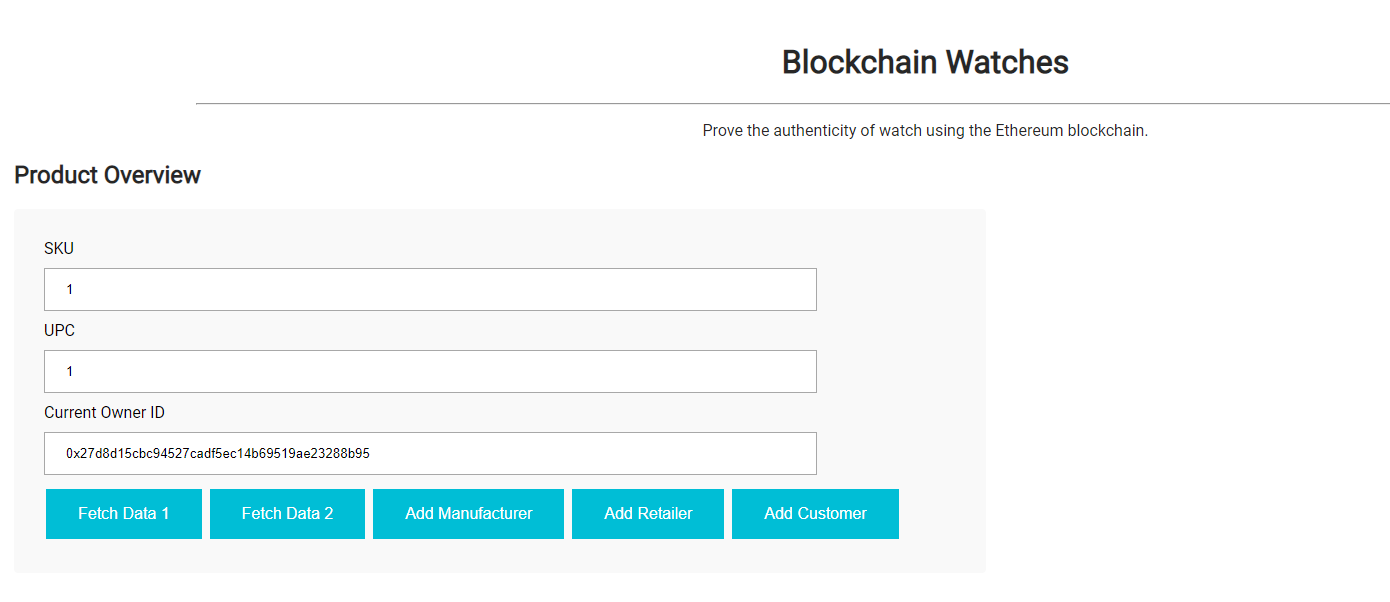 Blockchain Watches
Prove the authenticity of watch using the Ethereum blockchain.
Product Overview
SKU
1
UPC
1
Current Owner ID
0x27d8d15cbc94527cadf5ec14b69519ae23288b95
Fetch Data 1 Fetch Data 2 Add Manufacturer Add Retailer Add Customer